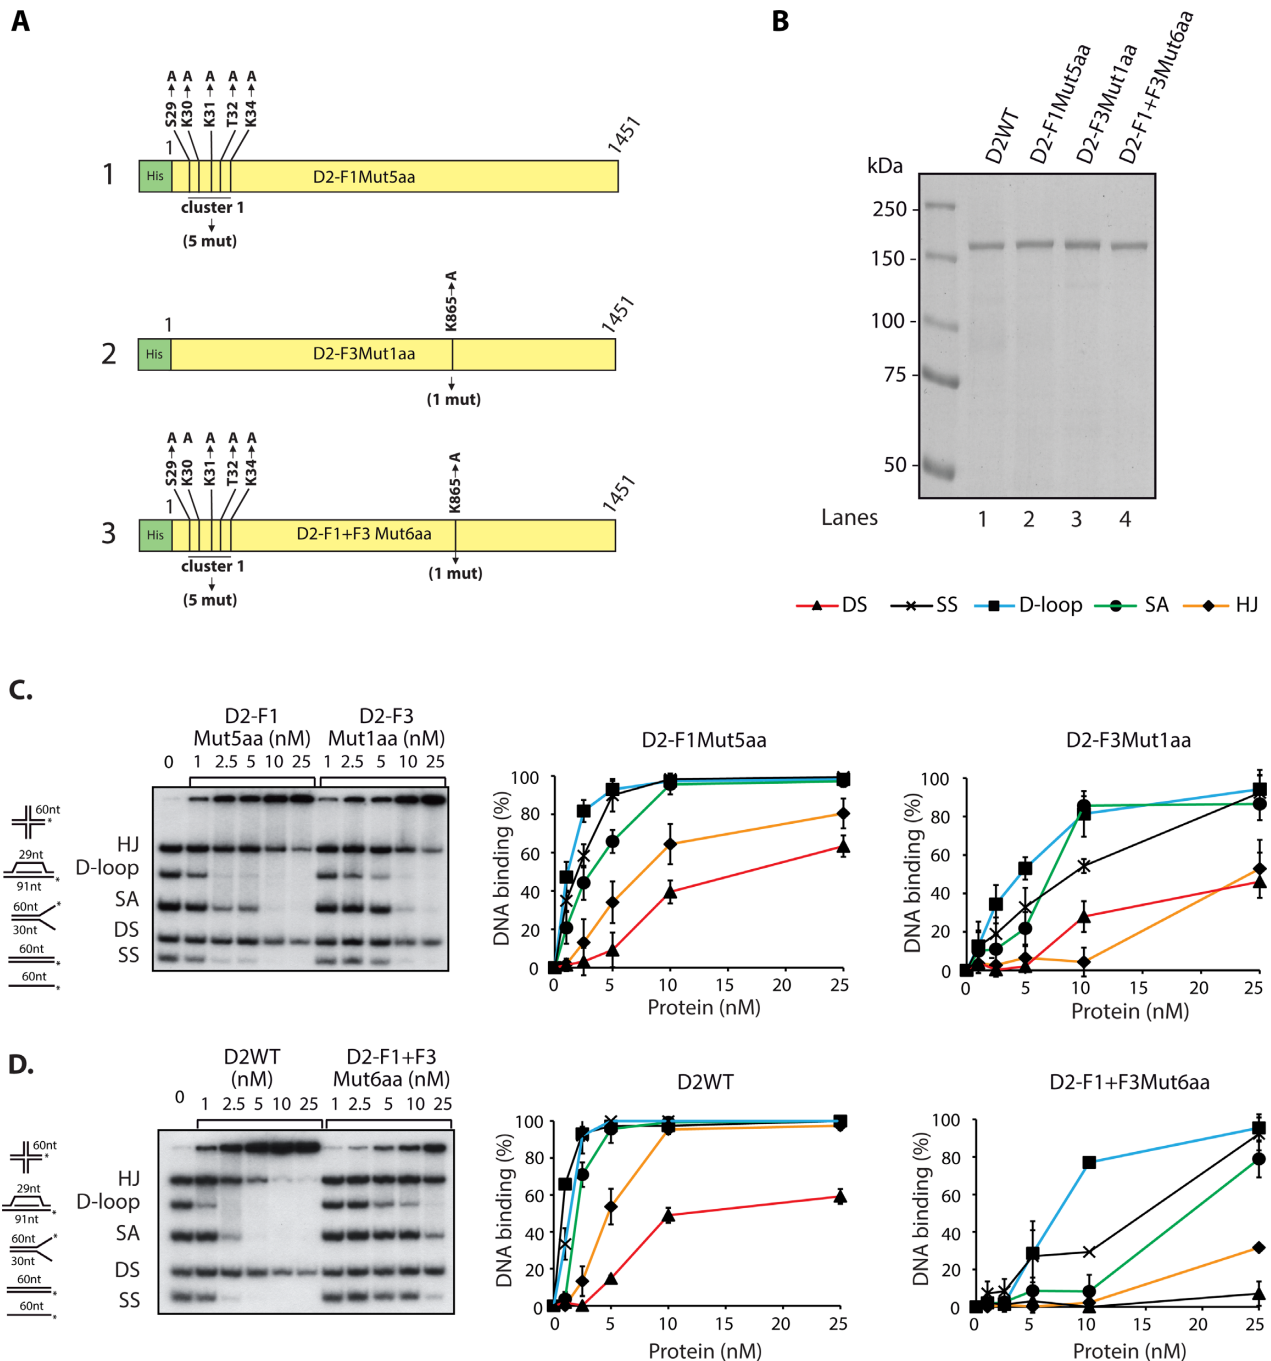 A
S29→A
K30→A
K31→A
T32→A
K34→A
1
1451
1
His
D2-F1Mut5aa
cluster 1
(5 mut)
K865→A
1
1451
2
His
D2-F3Mut1aa
(1 mut)
S29→A
K30 A
K31→A
T32→A
K34→A
K865→A
1
1451
3
His
D2-F1+F3 Mut6aa
cluster 1
(5 mut)
(1 mut)
B
D2WT
D2-F1Mut5aa
D2-F3Mut1aa
D2-F1+F3Mut6aa
kDa
250 -
150 -
100 -
75 -
50 -
Lanes 1 2 3 4
DS SS D-loop SA HJ
C.
D2-F1 Mut5aa (nM)
D2-F3 Mut1aa (nM)
0 1 2.5 5 10 25 1 2.5 5 10 25
60nt
*
29nt
91nt
*
60nt
*
30nt
60nt
*
60nt
*
HJ
D-loop
SA
DS
SS
D2-F1Mut5aa
DNA binding (%)
100
80
60
40
20
0
0 5 10 15 20 25
Protein (nM)
D2-F3Mut1aa
DNA binding (%)
100
80
60
40
20
0
0 5 10 15 20 25
Protein (nM)
D.
D2WT (nM)
D2-F1+F3 Mut6aa (nM)
0 1 2.5 5 10 25 1 2.5 5 10 25
60nt
*
29nt
91nt
*
60nt
*
30nt
60nt
*
60nt
*
HJ
D-loop
SA
DS
SS
D2WT
DNA binding (%)
100
80
60
40
20
0
0 5 10 15 20 25
Protein (nM)
D2-F1+F3Mut6aa
DNA binding (%)
100
80
60
40
20
0
0 5 10 15 20 25
Protein (nM)